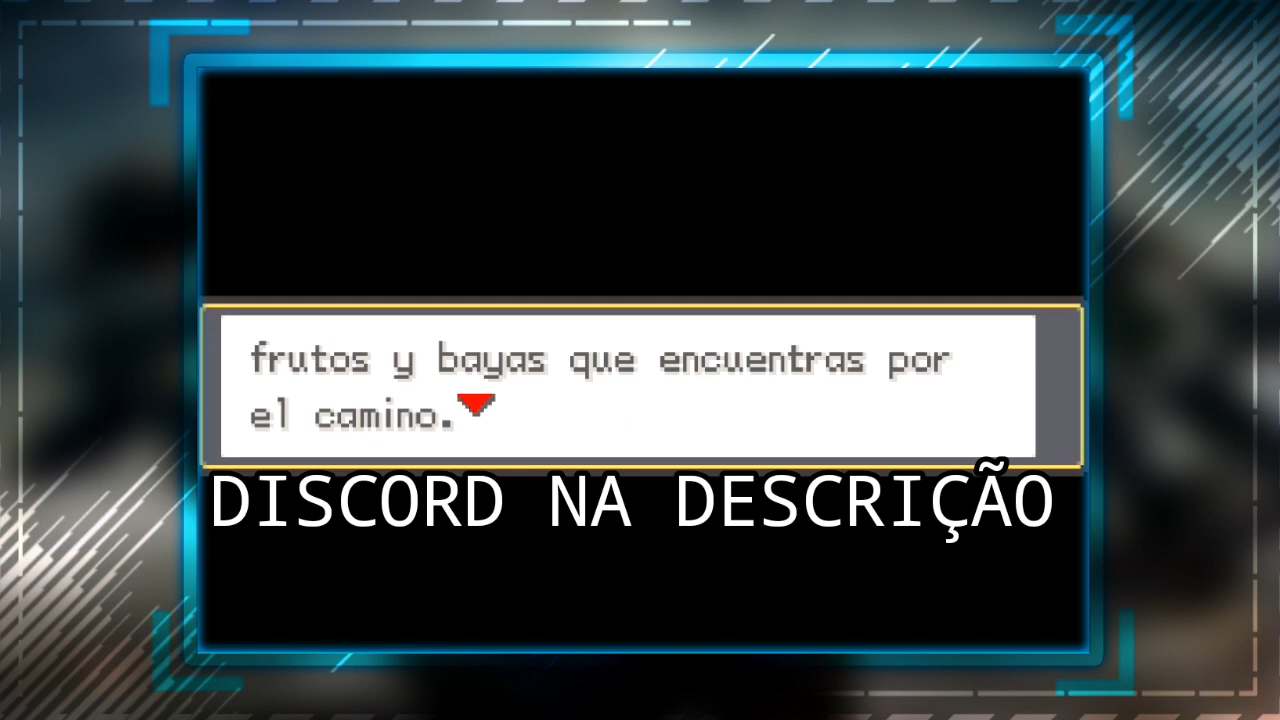 frutos y bayas que encuentras por
el camino.
DISCORD NA DESCRIÇÃO